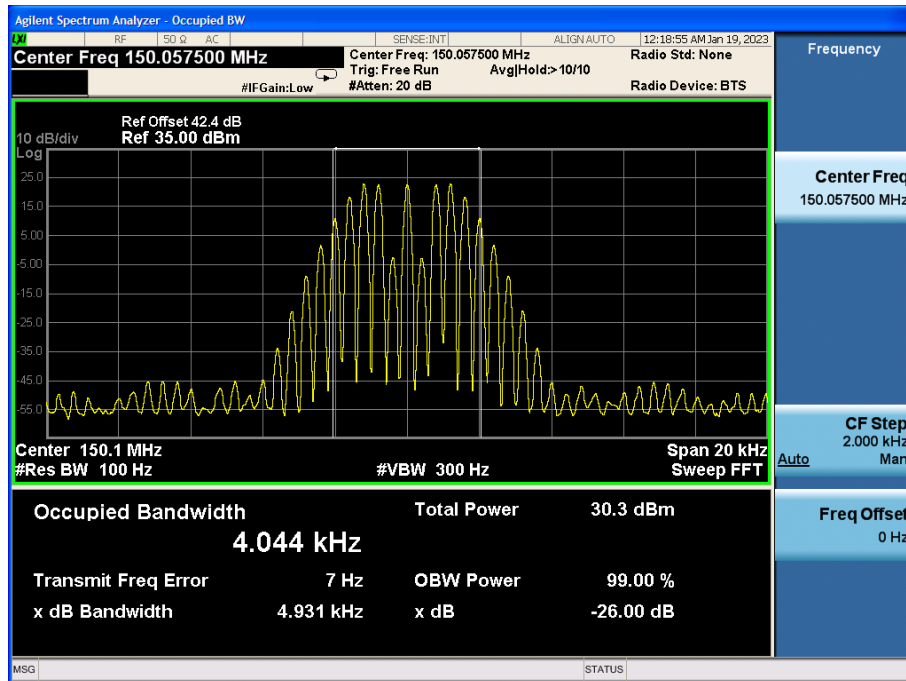 Agilent Spectrum Analyzer - Occupied BW
LXI RF 50 Ω AC SENSE:INT ALIGN AUTO 12:18:55 AM Jan 19, 2023
Center Freq 150.057500 MHz
Center Freq: 150.057500 MHz
Radio Std: None
Trig: Free Run Avg|Hold:>10/10
#IFGain:Low
#Atten: 20 dB
Radio Device: BTS
Frequency
Ref Offset 42.4 dB
10 dB/div Ref 35.00 dBm
Log
25.0
15.0
5.00
-5.00
-15.0
-25.0
-35.0
-45.0
-55.0
Center 150.1 MHz Span 20 kHz
#Res BW 100 Hz #VBW 300 Hz Sweep FFT
Occupied Bandwidth
4.044 kHz
Total Power 30.3 dBm
Transmit Freq Error 7 Hz OBW Power 99.00 %
x dB Bandwidth 4.931 kHz x dB -26.00 dB
Center Freq
150.057500 MHz
CF Step
2.000 kHz
Auto Man
Freq Offset
0 Hz
MSG STATUS